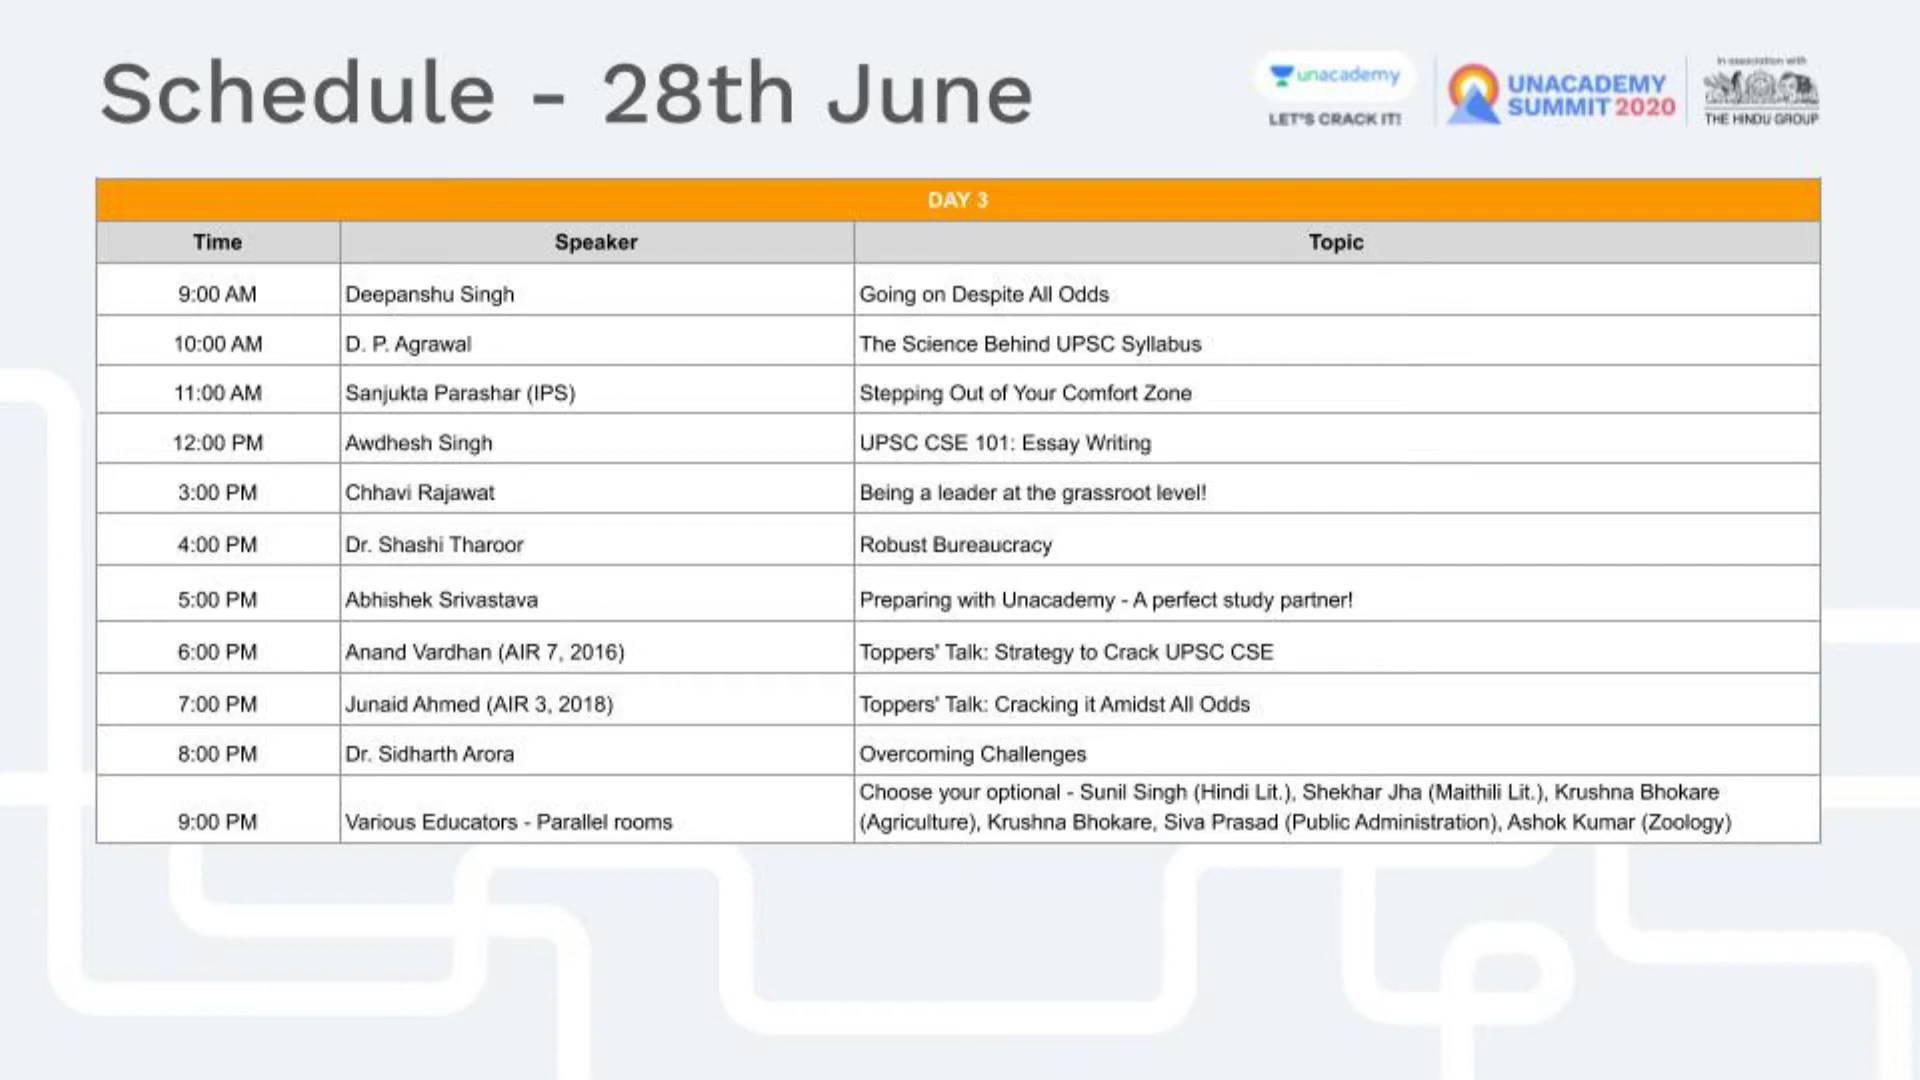 Schedule - 28th June
unacademy
LET'S CRACK IT!
UNACADEMY
SUMMIT 2020
In association with
THE HINDU GROUP
DAY 3
Time Speaker Topic
9:00 AM Deepanshu Singh Going on Despite All Odds
10:00 AM D. P. Agrawal The Science Behind UPSC Syllabus
11:00 AM Sanjukta Parashar (IPS) Stepping Out of Your Comfort Zone
12:00 PM Awdhesh Singh UPSC CSE 101: Essay Writing
3:00 PM Chhavi Rajawat Being a leader at the grassroot level!
4:00 PM Dr. Shashi Tharoor Robust Bureaucracy
5:00 PM Abhishek Srivastava Preparing with Unacademy - A perfect study partner!
6:00 PM Anand Vardhan (AIR 7, 2016) Toppers' Talk: Strategy to Crack UPSC CSE
7:00 PM Junaid Ahmed (AIR 3, 2018) Toppers' Talk: Cracking it Amidst All Odds
8:00 PM Dr. Sidharth Arora Overcoming Challenges
9:00 PM Various Educators - Parallel rooms Choose your optional - Sunil Singh (Hindi Lit.), Shekhar Jha (Maithili Lit.), Krushna Bhokare
(Agriculture), Krushna Bhokare, Siva Prasad (Public Administration), Ashok Kumar (Zoology)